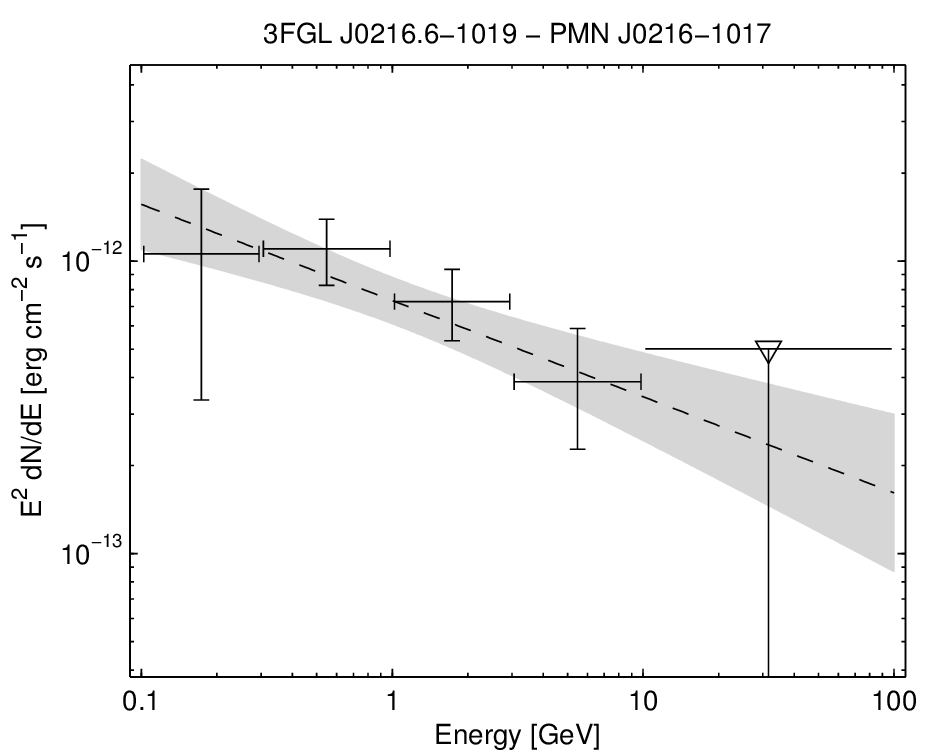 3FGL J0216.6−1019 − PMN J0216−1017
E² dN/dE [erg cm⁻² s⁻¹]
10⁻¹²
10⁻¹³
0.1 1 10 100
Energy [GeV]